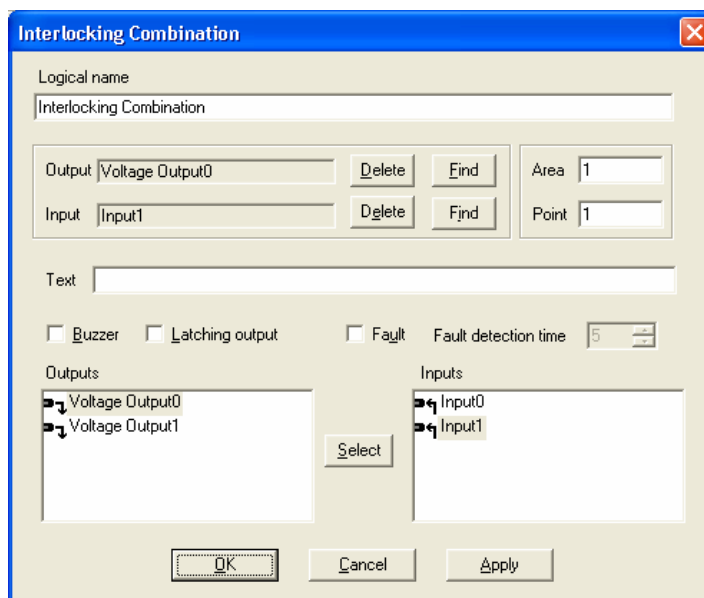 Interlocking Combination
Logical name
Interlocking Combination
Output Voltage Output0 Delete Find Area 1
Input Input1 Delete Find Point 1
Text
Buzzer Latching output Fault Fault detection time 5
Outputs Inputs
Voltage Output0 Input0
Voltage Output1 Input1
Select
OK Cancel Apply